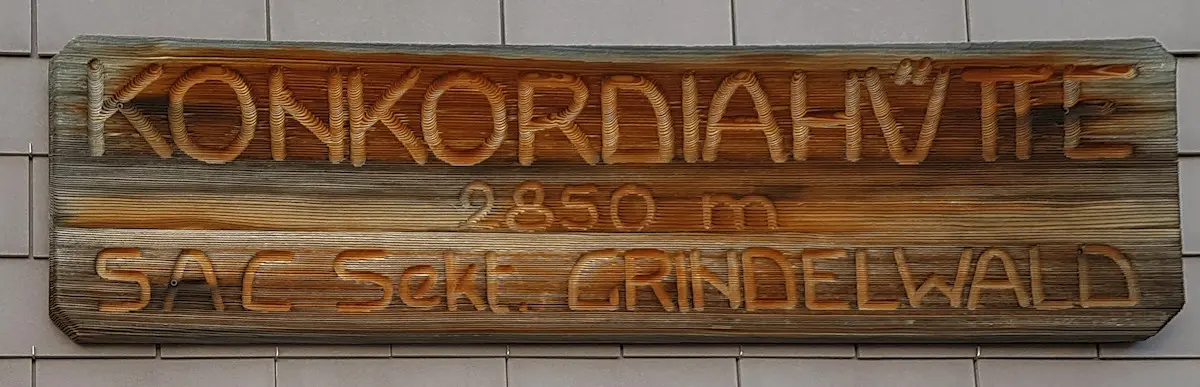 KONKORDIAHÜTTE
2850 m
SAC Sekt. GRINDELWALD